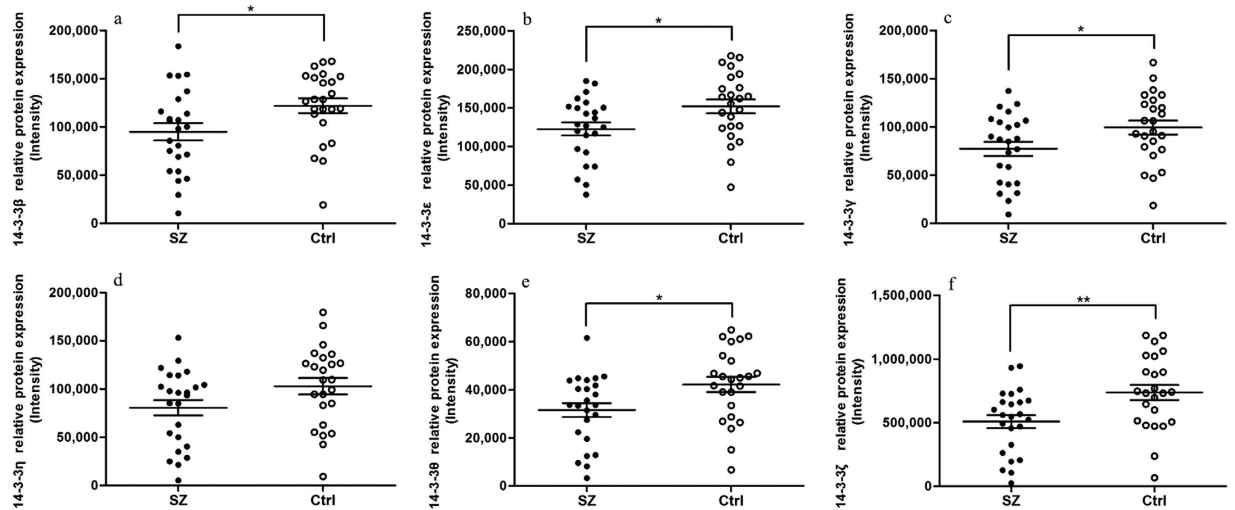 a
*
14-3-3β relative protein expression
(Intensity)
200,000
150,000
100,000
50,000
0
SZ
Ctrl
b
*
14-3-3ε relative protein expression
(Intensity)
250,000
200,000
150,000
100,000
50,000
0
SZ
Ctrl
c
*
14-3-3γ relative protein expression
(Intensity)
200,000
150,000
100,000
50,000
0
SZ
Ctrl
d
14-3-3η relative protein expression
(Intensity)
200,000
150,000
100,000
50,000
0
SZ
Ctrl
e
*
14-3-3θ relative protein expression
(Intensity)
80,000
60,000
40,000
20,000
0
SZ
Ctrl
f
**
14-3-3ζ relative protein expression
(Intensity)
1,500,000
1,000,000
500,000
0
SZ
Ctrl